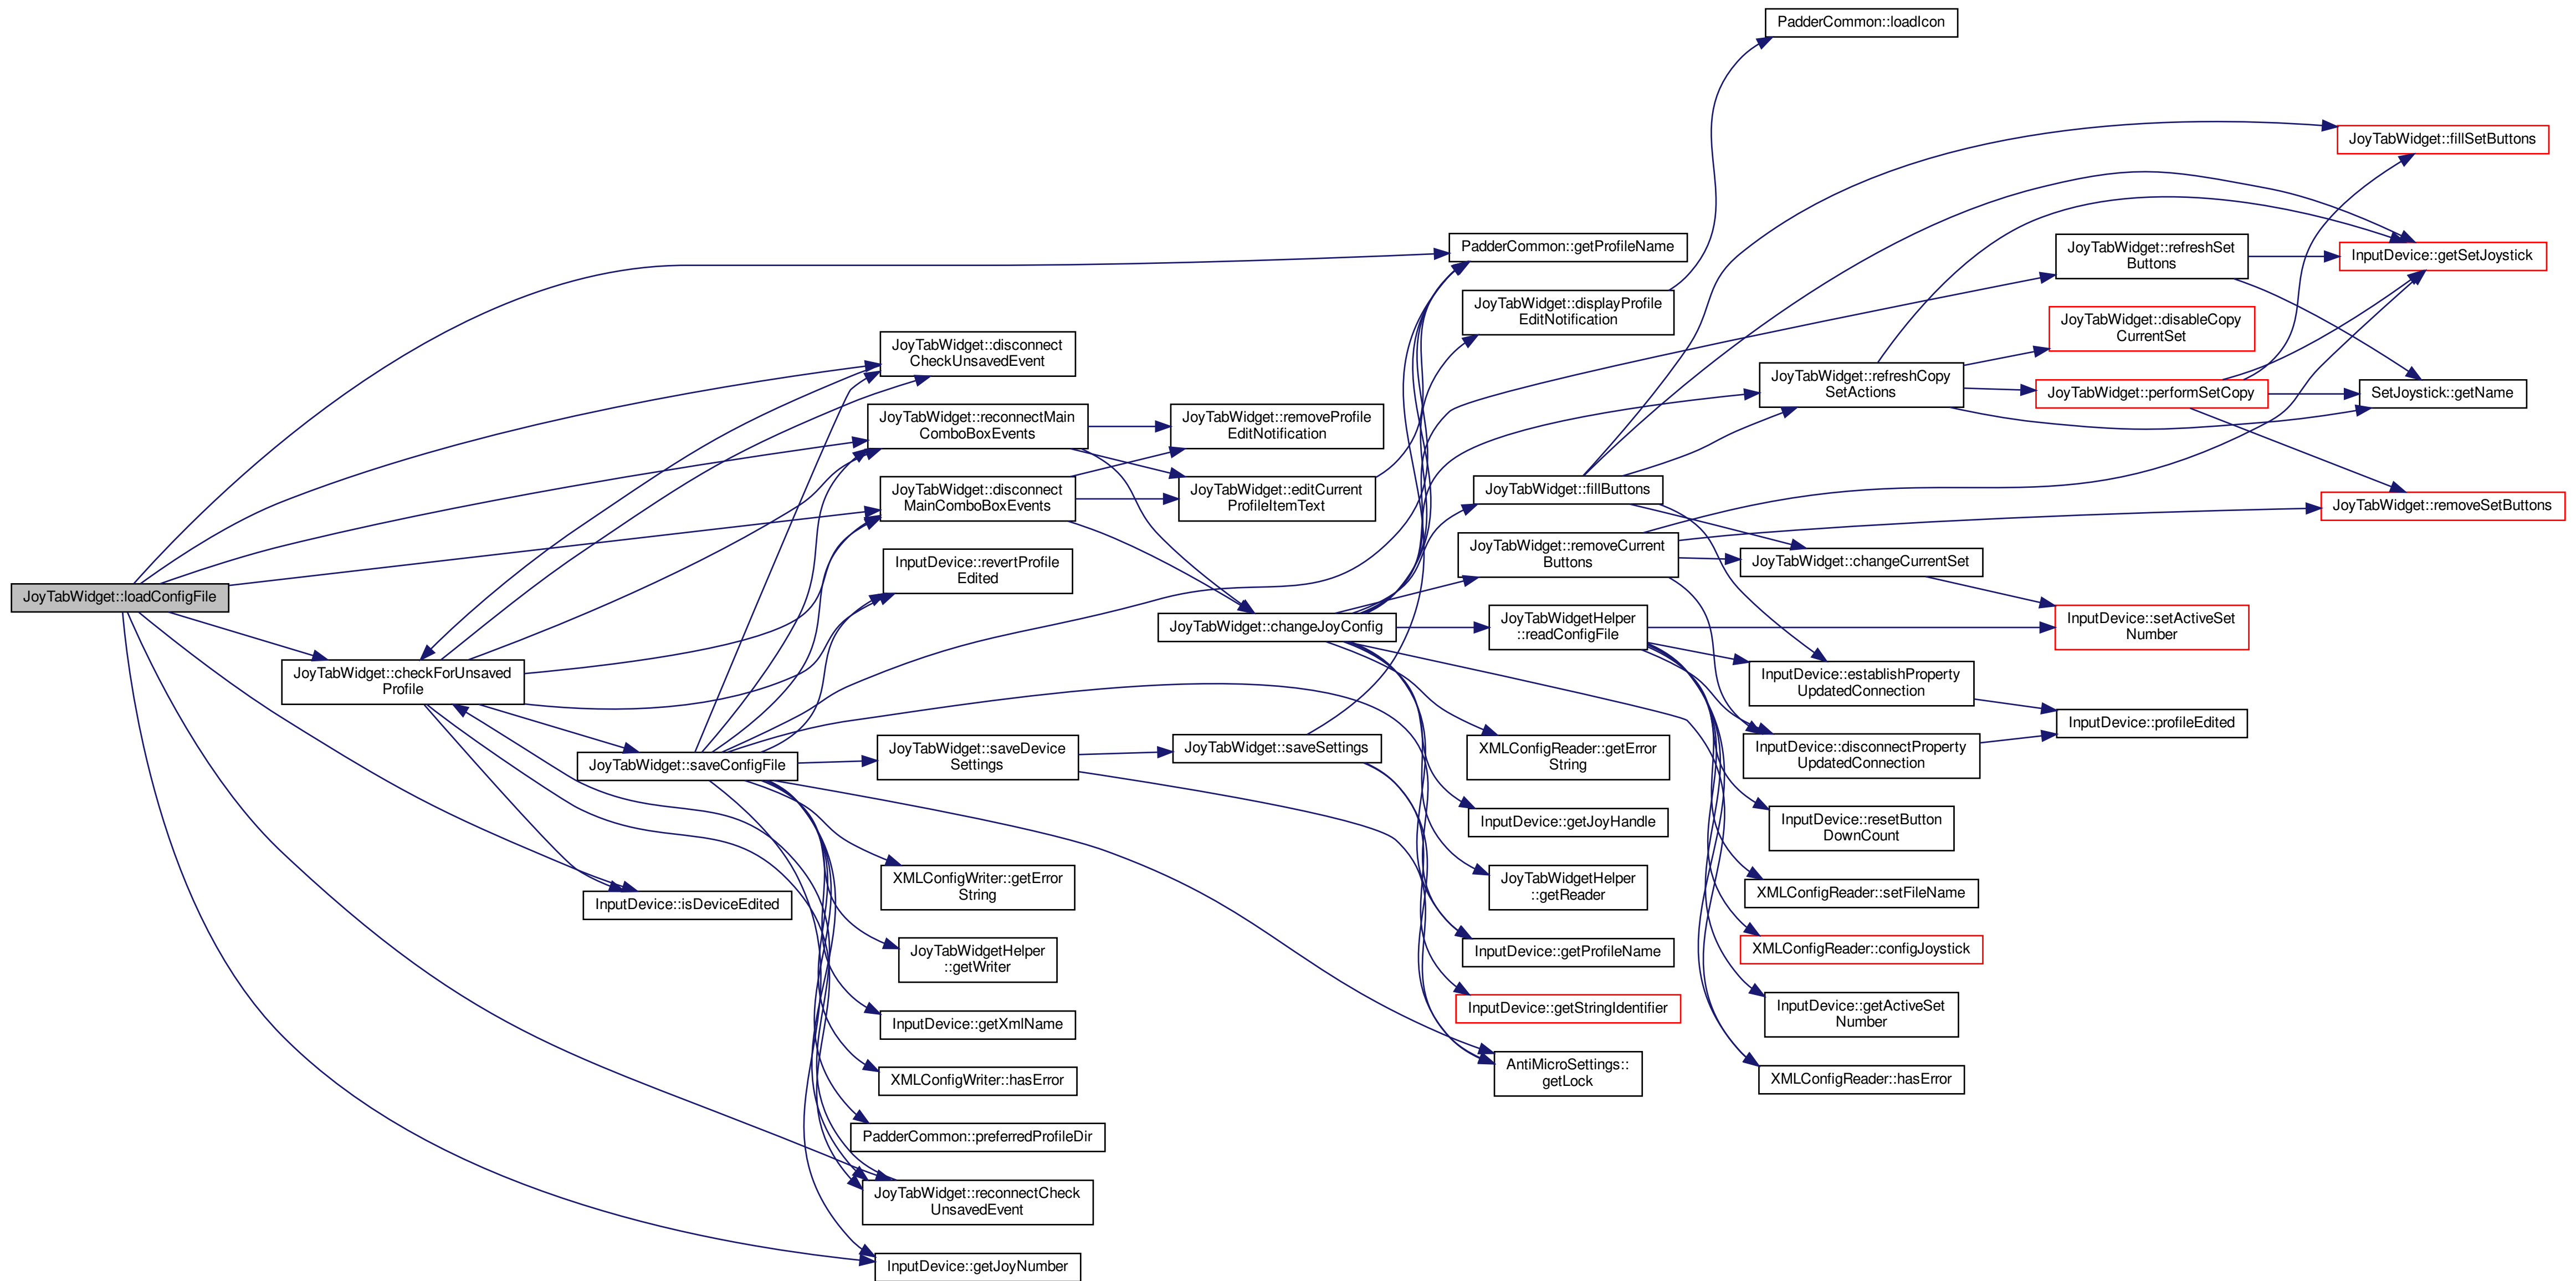 PadderCommon::loadIcon
JoyTabWidget::fillSetButtons
PadderCommon::getProfileName
JoyTabWidget::refreshSet
Buttons
InputDevice::getSetJoystick
JoyTabWidget::displayProfile
EditNotification
JoyTabWidget::disableCopy
CurrentSet
JoyTabWidget::disconnect
CheckUnsavedEvent
JoyTabWidget::refreshCopy
SetActions
JoyTabWidget::performSetCopy
SetJoystick::getName
JoyTabWidget::reconnectMain
ComboBoxEvents
JoyTabWidget::removeProfile
EditNotification
JoyTabWidget::disconnect
MainComboBoxEvents
JoyTabWidget::editCurrent
ProfileItemText
JoyTabWidget::fillButtons
JoyTabWidget::removeSetButtons
JoyTabWidget::removeCurrent
Buttons
JoyTabWidget::changeCurrentSet
InputDevice::revertProfile
Edited
JoyTabWidget::loadConfigFile
JoyTabWidget::changeJoyConfig
JoyTabWidgetHelper
::readConfigFile
InputDevice::setActiveSet
Number
JoyTabWidget::checkForUnsaved
Profile
InputDevice::establishProperty
UpdatedConnection
InputDevice::profileEdited
JoyTabWidget::saveConfigFile
JoyTabWidget::saveDevice
Settings
JoyTabWidget::saveSettings
XMLConfigReader::getError
String
InputDevice::disconnectProperty
UpdatedConnection
InputDevice::getJoyHandle
InputDevice::resetButton
DownCount
XMLConfigWriter::getError
String
JoyTabWidgetHelper
::getReader
XMLConfigReader::setFileName
InputDevice::isDeviceEdited
JoyTabWidgetHelper
::getWriter
InputDevice::getProfileName
XMLConfigReader::configJoystick
InputDevice::getStringIdentifier
InputDevice::getActiveSet
Number
InputDevice::getXmlName
XMLConfigWriter::hasError
AntiMicroSettings::
getLock
XMLConfigReader::hasError
PadderCommon::preferredProfileDir
JoyTabWidget::reconnectCheck
UnsavedEvent
InputDevice::getJoyNumber